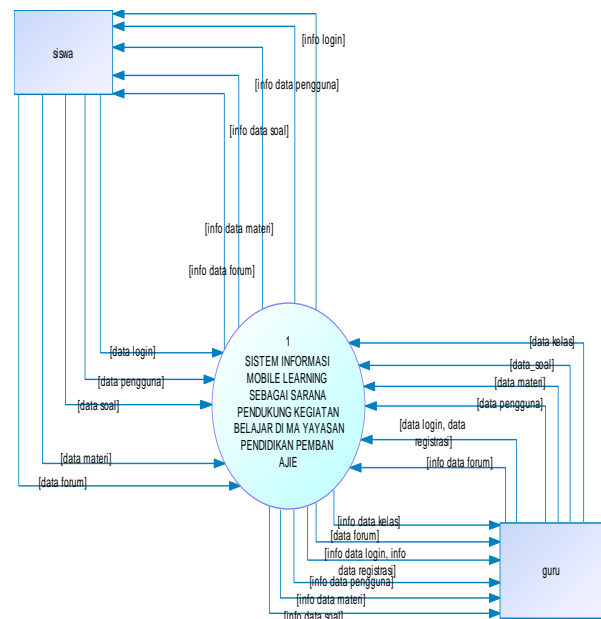 siswa
[info login]
[info data pengguna]
[info data soal]
[info data materi]
[info data forum]
[data login]
[data pengguna]
[data soal]
[data materi]
[data forum]
1
SISTEM INFORMASI
MOBILE LEARNING
SEBAGAI SARANA
PENDUKUNG KEGIATAN
BELAJAR DI MA YAYASAN
PENDIDIKAN PEMBAN
AJIE
[data kelas]
[data_soal]
[data materi]
[data pengguna]
[data login, data
registrasi]
[info data forum]
[info data kelas]
[data forum]
[info data login, info
data registrasi]
[info data pengguna]
[info data materi]
[info data soal]
guru